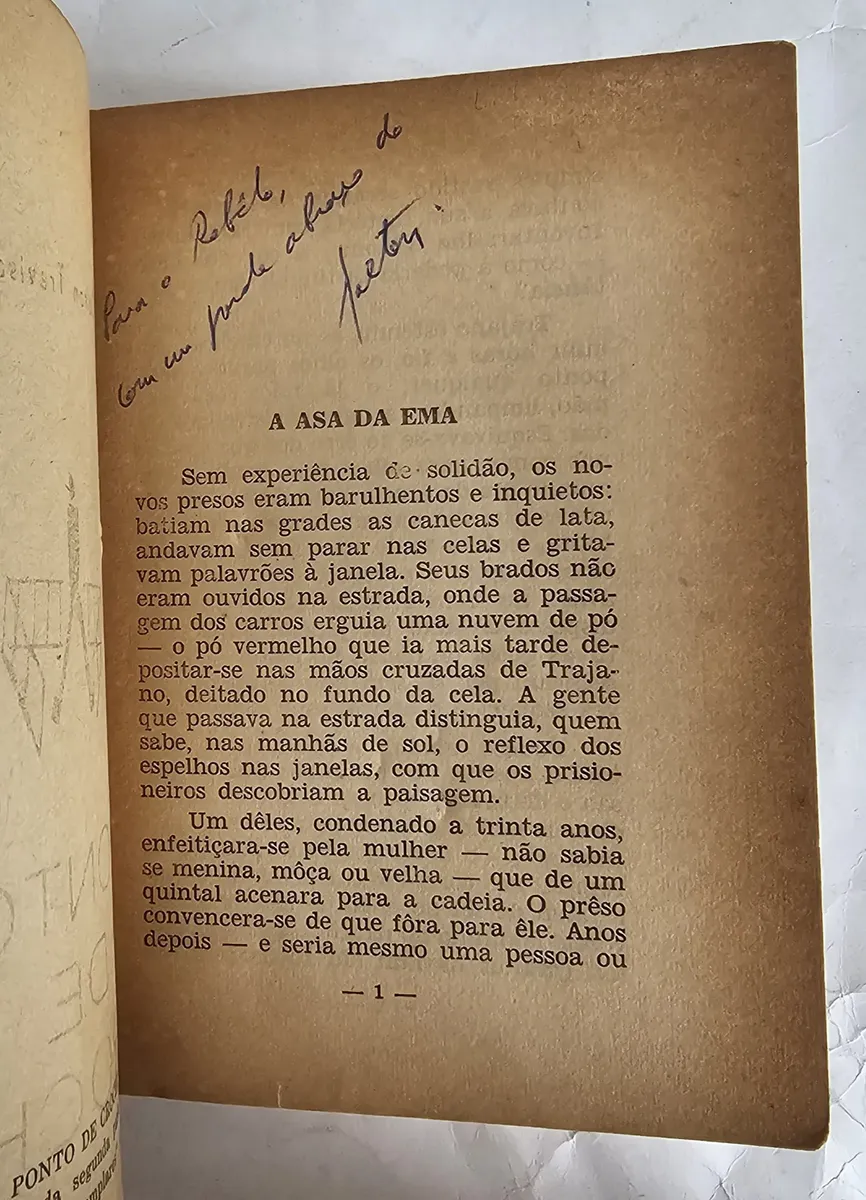 Para o Rebêlo,
com um grande abraço do
Dalton.
A ASA DA EMA
Sem experiência de solidão, os no-
vos presos eram barulhentos e inquietos:
batiam nas grades as canecas de lata,
andavam sem parar nas celas e grita-
vam palavrões à janela. Seus brados não
eram ouvidos na estrada, onde a passa-
gem dos carros erguia uma nuvem de pó
— o pó vermelho que ia mais tarde de-
positar-se nas mãos cruzadas de Traja-
no, deitado no fundo da cela. A gente
que passava na estrada distinguia, quem
sabe, nas manhãs de sol, o reflexo dos
espelhos nas janelas, com que os prisio-
neiros descobriam a paisagem.
Um dêles, condenado a trinta anos,
enfeitiçara-se pela mulher — não sabia
se menina, môça ou velha — que de um
quintal acenara para a cadeia. O prêso
convencera-se de que fôra para êle. Anos
depois — e seria mesmo uma pessoa ou
— 1 —
PONTO DE
da segunda